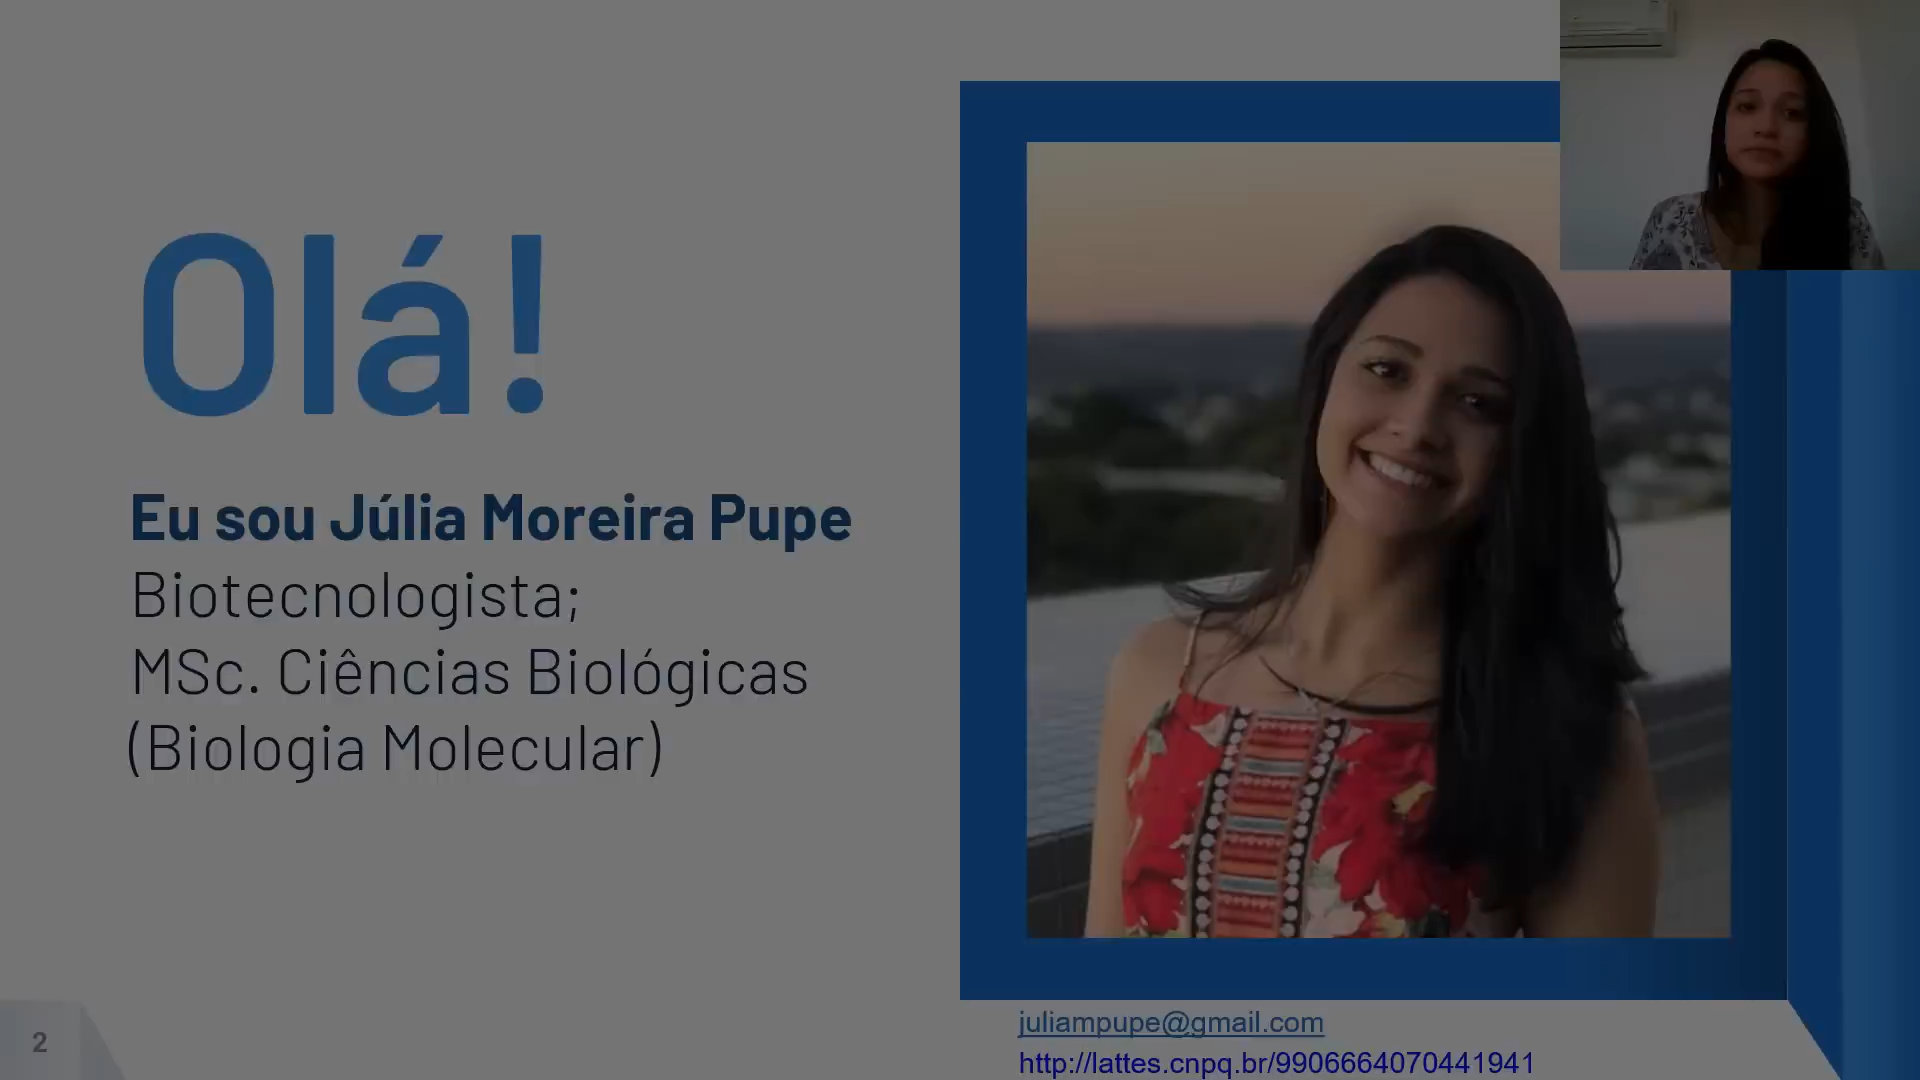 Olá!
Eu sou Júlia Moreira Pupe
Biotecnologista;
MSc. Ciências Biológicas
(Biologia Molecular)
juliampupe@gmail.com
http://lattes.cnpq.br/9906664070441941
2